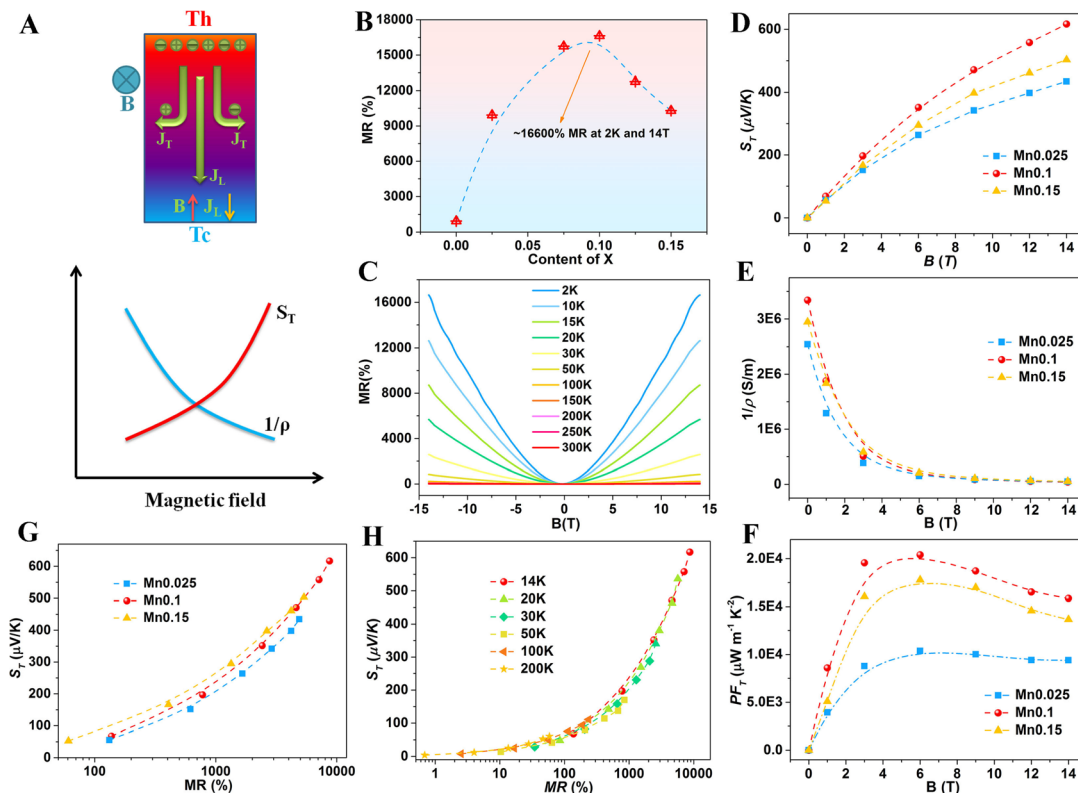 A
Th
B
J_T
J_T
J_L
B
J_L
Tc
S_T
1/ρ
Magnetic field
B
MR (%)
18000
15000
12000
9000
6000
3000
0
~16600% MR at 2K and 14T
0.00
0.05
0.10
0.15
Content of X
C
MR(%)
16000
12000
8000
4000
0
2K
10K
15K
20K
30K
50K
100K
150K
200K
250K
300K
-15
-10
-5
0
5
10
15
B(T)
D
S_T (μV/K)
600
400
200
0
Mn0.025
Mn0.1
Mn0.15
0
2
4
6
8
10
12
14
B (T)
E
1/ρ (S/m)
3E6
2E6
1E6
0
Mn0.025
Mn0.1
Mn0.15
0
3
6
9
12
15
B (T)
F
PF_T (μW m⁻¹ K⁻²)
2.0E4
1.5E4
1.0E4
5.0E3
0.0
Mn0.025
Mn0.1
Mn0.15
0
2
4
6
8
10
12
14
B (T)
G
S_T (μV/K)
600
500
400
300
200
100
0
Mn0.025
Mn0.1
Mn0.15
100
1000
10000
MR (%)
H
S_T (μV/K)
600
500
400
300
200
100
0
14K
20K
30K
50K
100K
200K
1
10
100
1000
10000
MR (%)